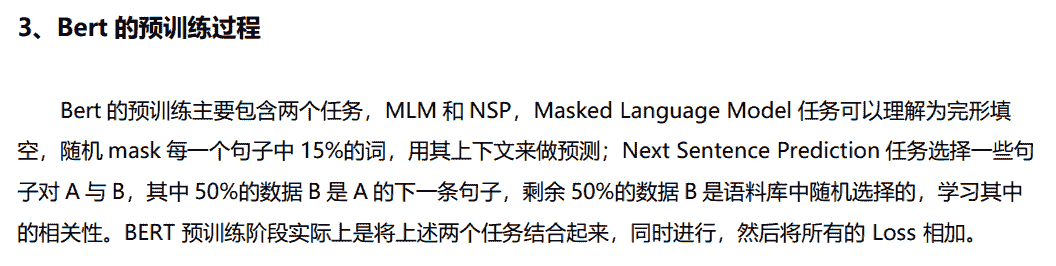 3、Bert 的预训练过程
Bert 的预训练主要包含两个任务，MLM 和 NSP，Masked Language Model 任务可以理解为完形填
空，随机 mask 每一个句子中 15%的词，用其上下文来做预测；Next Sentence Prediction 任务选择一些句
子对 A 与 B，其中 50%的数据 B 是 A 的下一条句子，剩余 50%的数据 B 是语料库中随机选择的，学习其中
的相关性。BERT 预训练阶段实际上是将上述两个任务结合起来，同时进行，然后将所有的 Loss 相加。